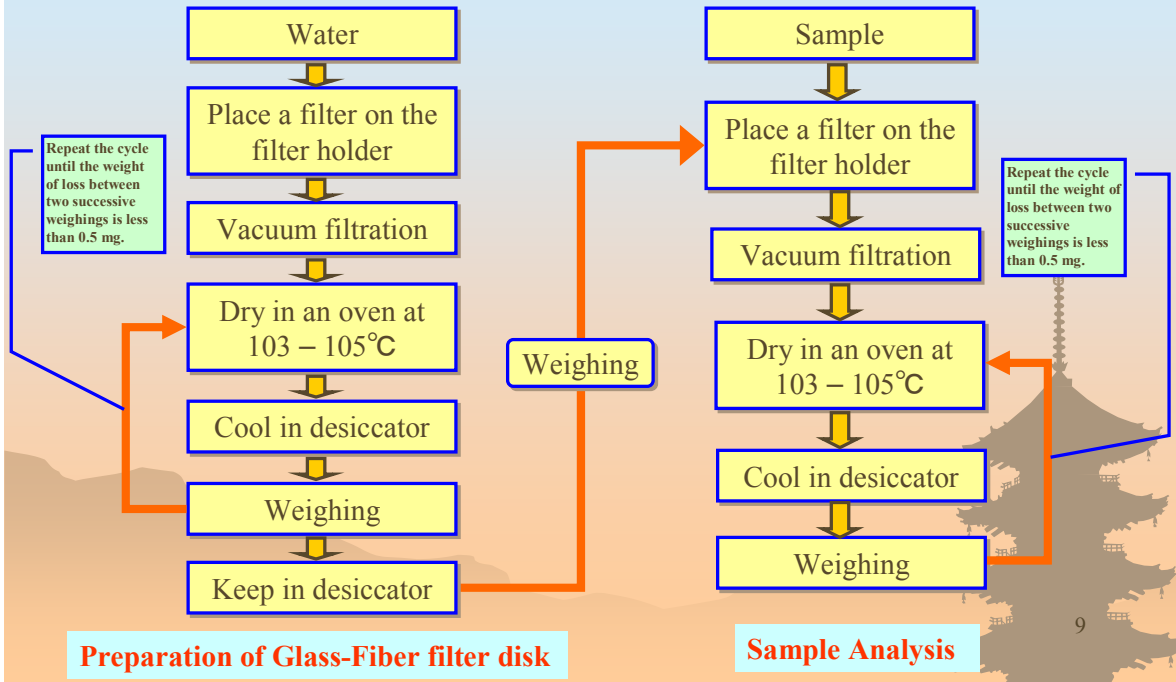 Water
Place a filter on the
filter holder
Vacuum filtration
Dry in an oven at
103 – 105℃
Cool in desiccator
Weighing
Keep in desiccator
Repeat the cycle
until the weight
of loss between
two successive
weighings is less
than 0.5 mg.
Preparation of Glass-Fiber filter disk
Weighing
Sample
Place a filter on the
filter holder
Vacuum filtration
Dry in an oven at
103 – 105℃
Cool in desiccator
Weighing
Repeat the cycle
until the weight of
loss between two
successive
weighings is less
than 0.5 mg.
Sample Analysis
9